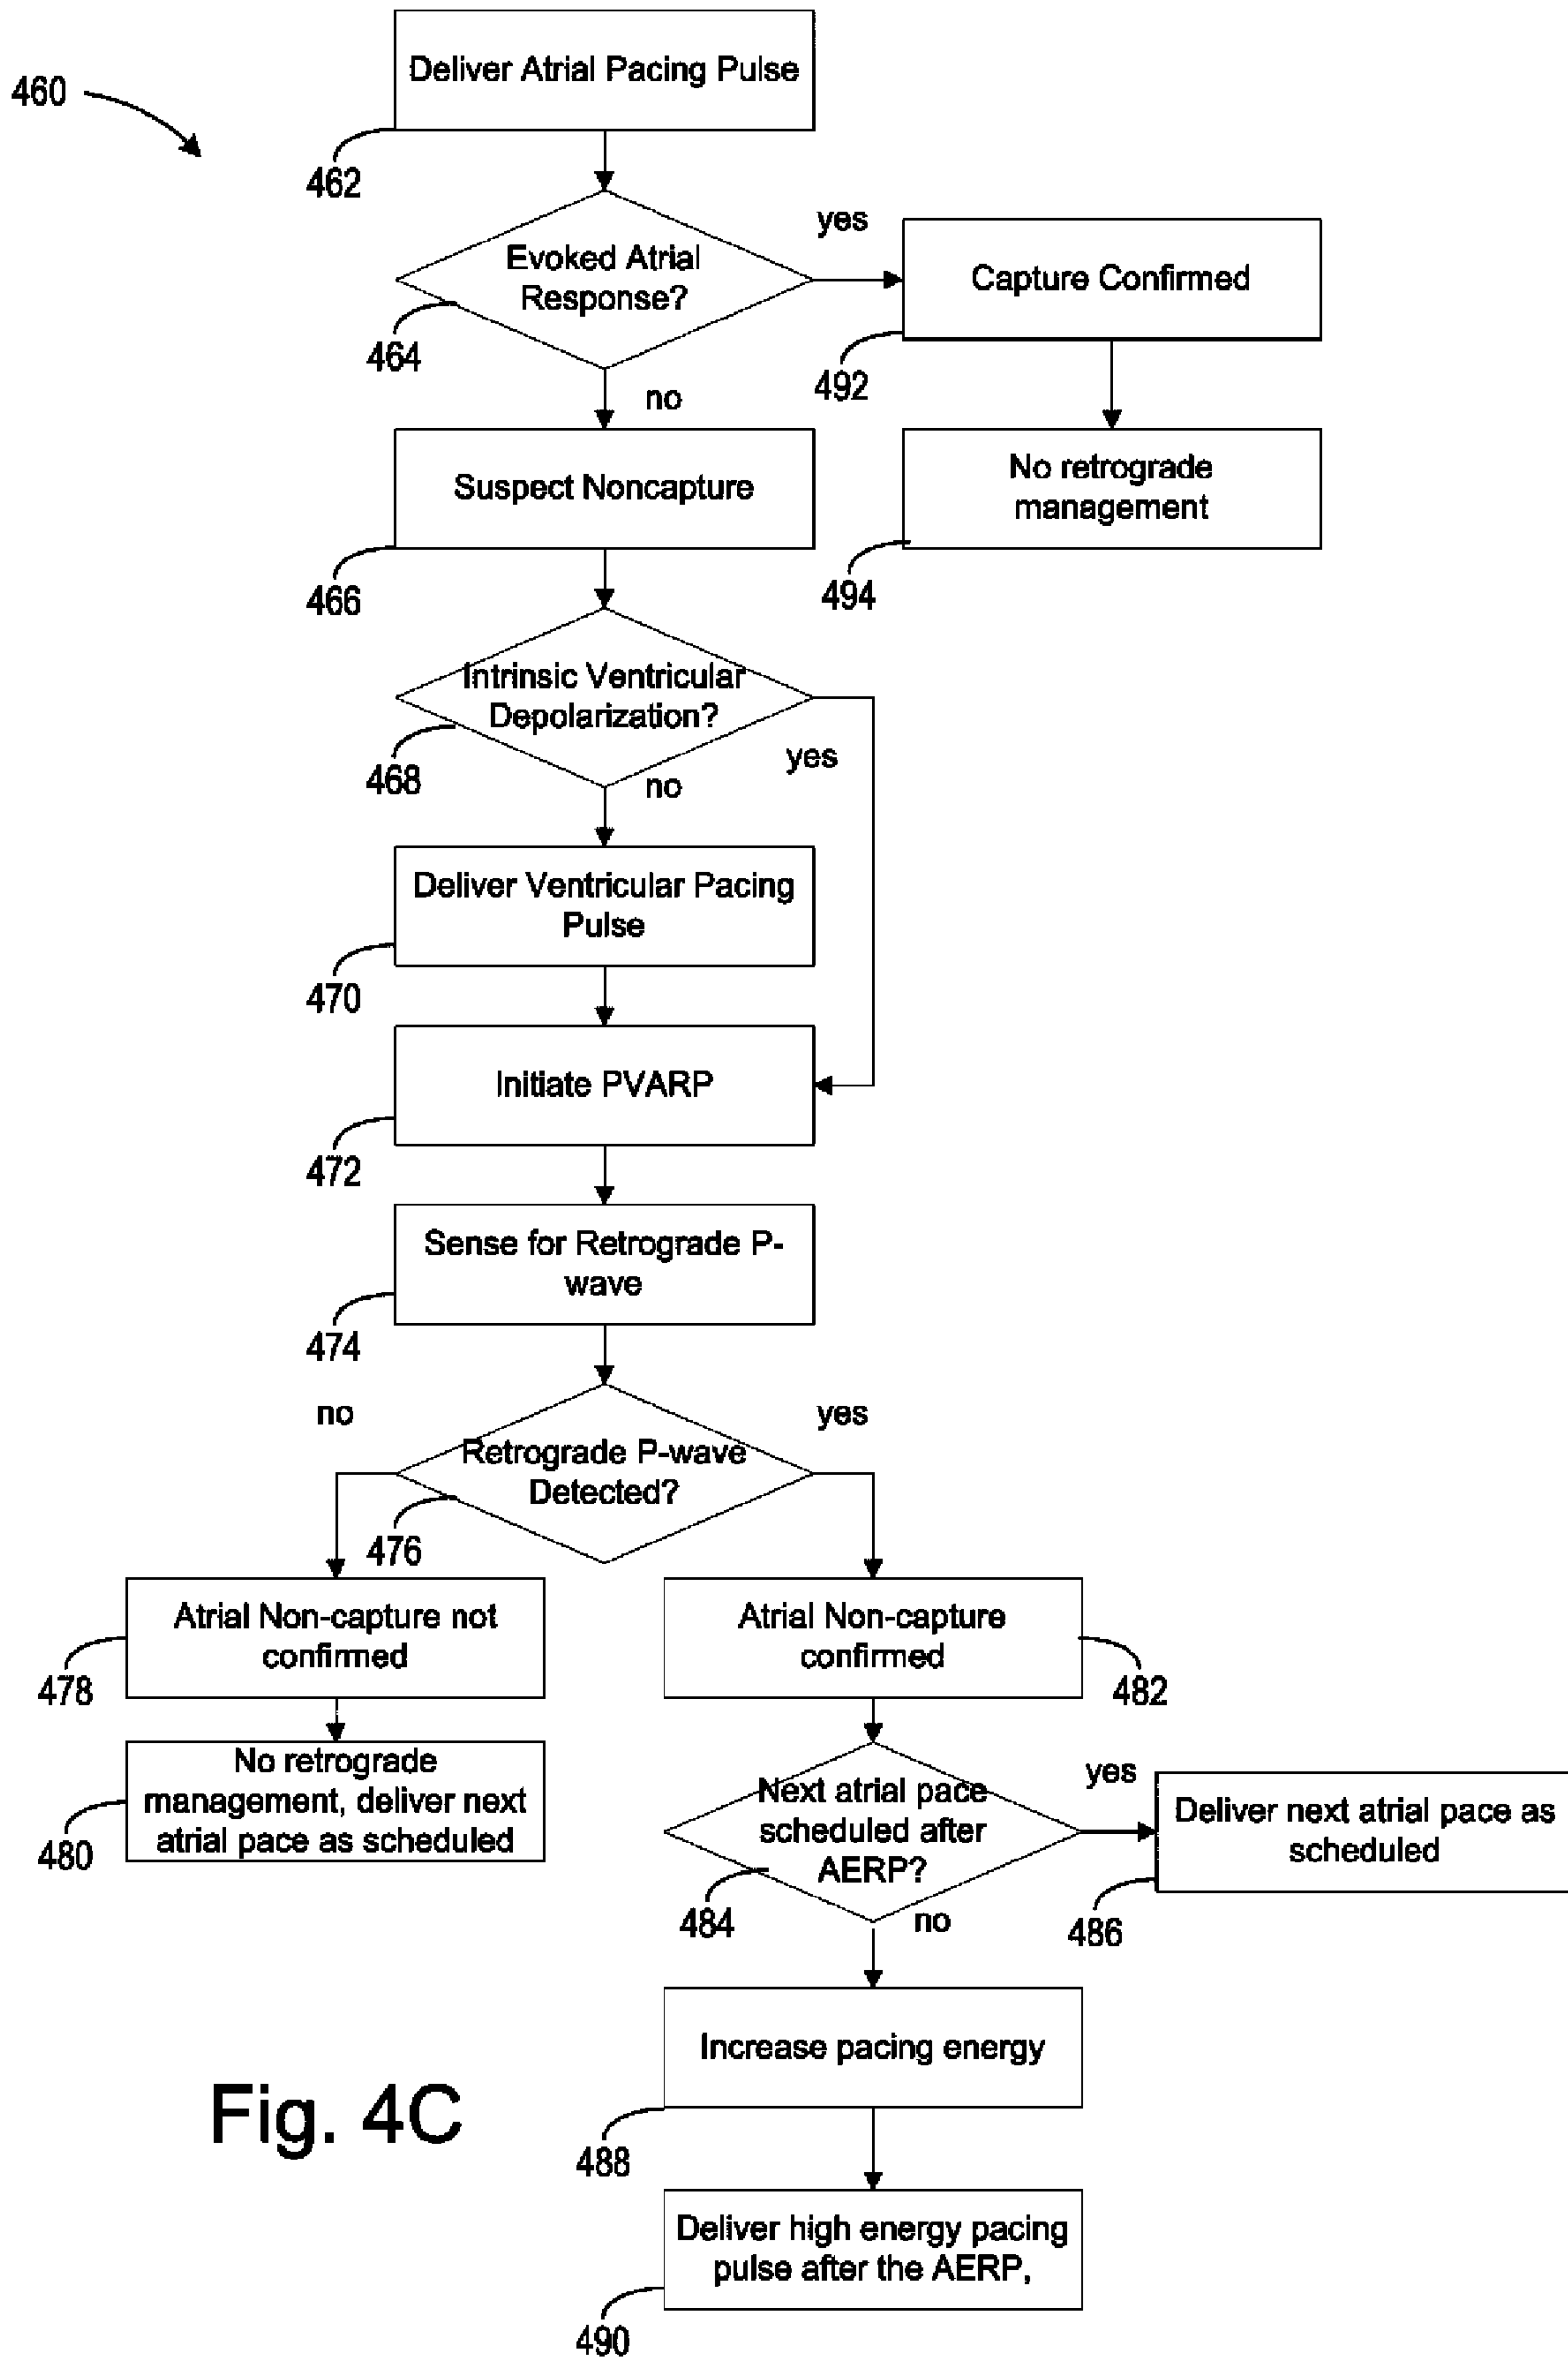 Deliver Atrial Pacing Pulse
460
462
Evoked Atrial
Response?
yes
464
no
Capture Confirmed
492
Suspect Noncapture
466
No retrograde
management
494
Intrinsic Ventricular
Depolarization?
468
yes
no
Deliver Ventricular Pacing
Pulse
470
Initiate PVARP
472
Sense for Retrograde P-
wave
474
no
yes
Retrograde P-wave
Detected?
476
Atrial Non-capture not
confirmed
478
Atrial Non-capture
confirmed
482
No retrograde
management, deliver next
atrial pace as scheduled
480
Next atrial pace
scheduled after
AERP?
484
yes
no
Deliver next atrial pace as
scheduled
486
Increase pacing energy
488
Fig. 4C
Deliver high energy pacing
pulse after the AERP,
490